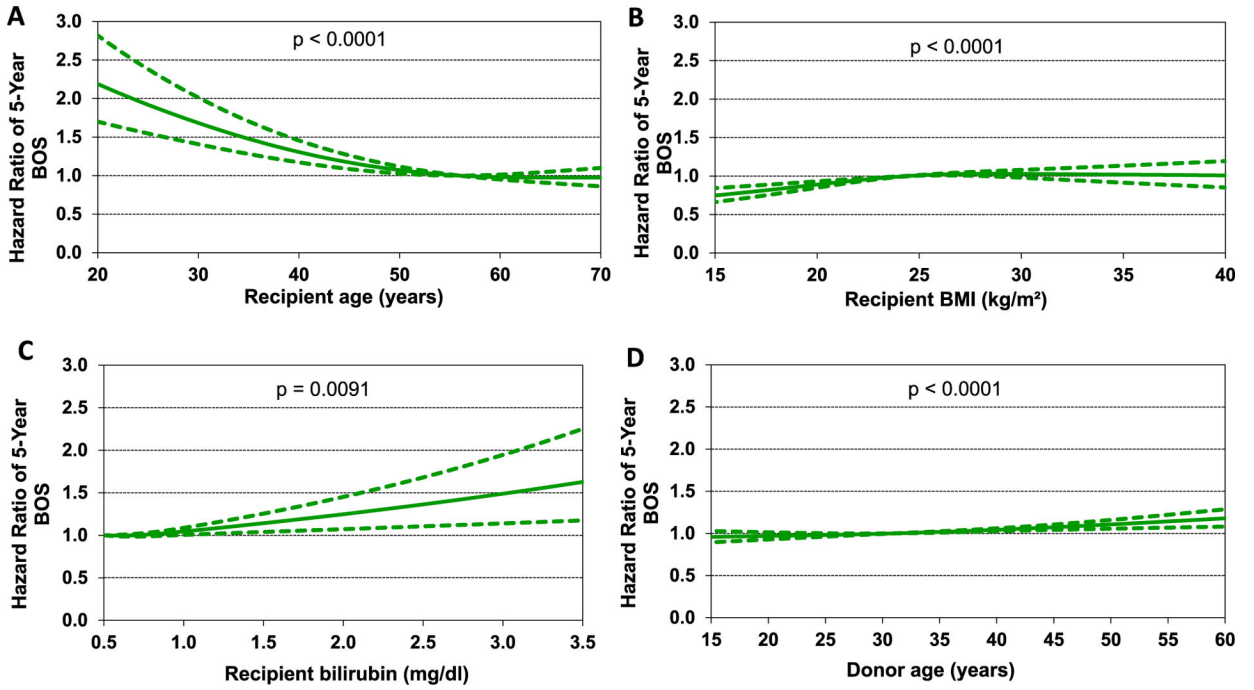 A
Hazard Ratio of 5-Year
BOS
3.0
2.5
2.0
1.5
1.0
0.5
0.0
p < 0.0001
20 30 40 50 60 70
Recipient age (years)
B
Hazard Ratio of 5-Year
BOS
3.0
2.5
2.0
1.5
1.0
0.5
0.0
p < 0.0001
15 20 25 30 35 40
Recipient BMI (kg/m²)
C
Hazard Ratio of 5-Year
BOS
3.0
2.5
2.0
1.5
1.0
0.5
0.0
p = 0.0091
0.5 1.0 1.5 2.0 2.5 3.0 3.5
Recipient bilirubin (mg/dl)
D
Hazard Ratio of 5-Year
BOS
3.0
2.5
2.0
1.5
1.0
0.5
0.0
p < 0.0001
15 20 25 30 35 40 45 50 55 60
Donor age (years)